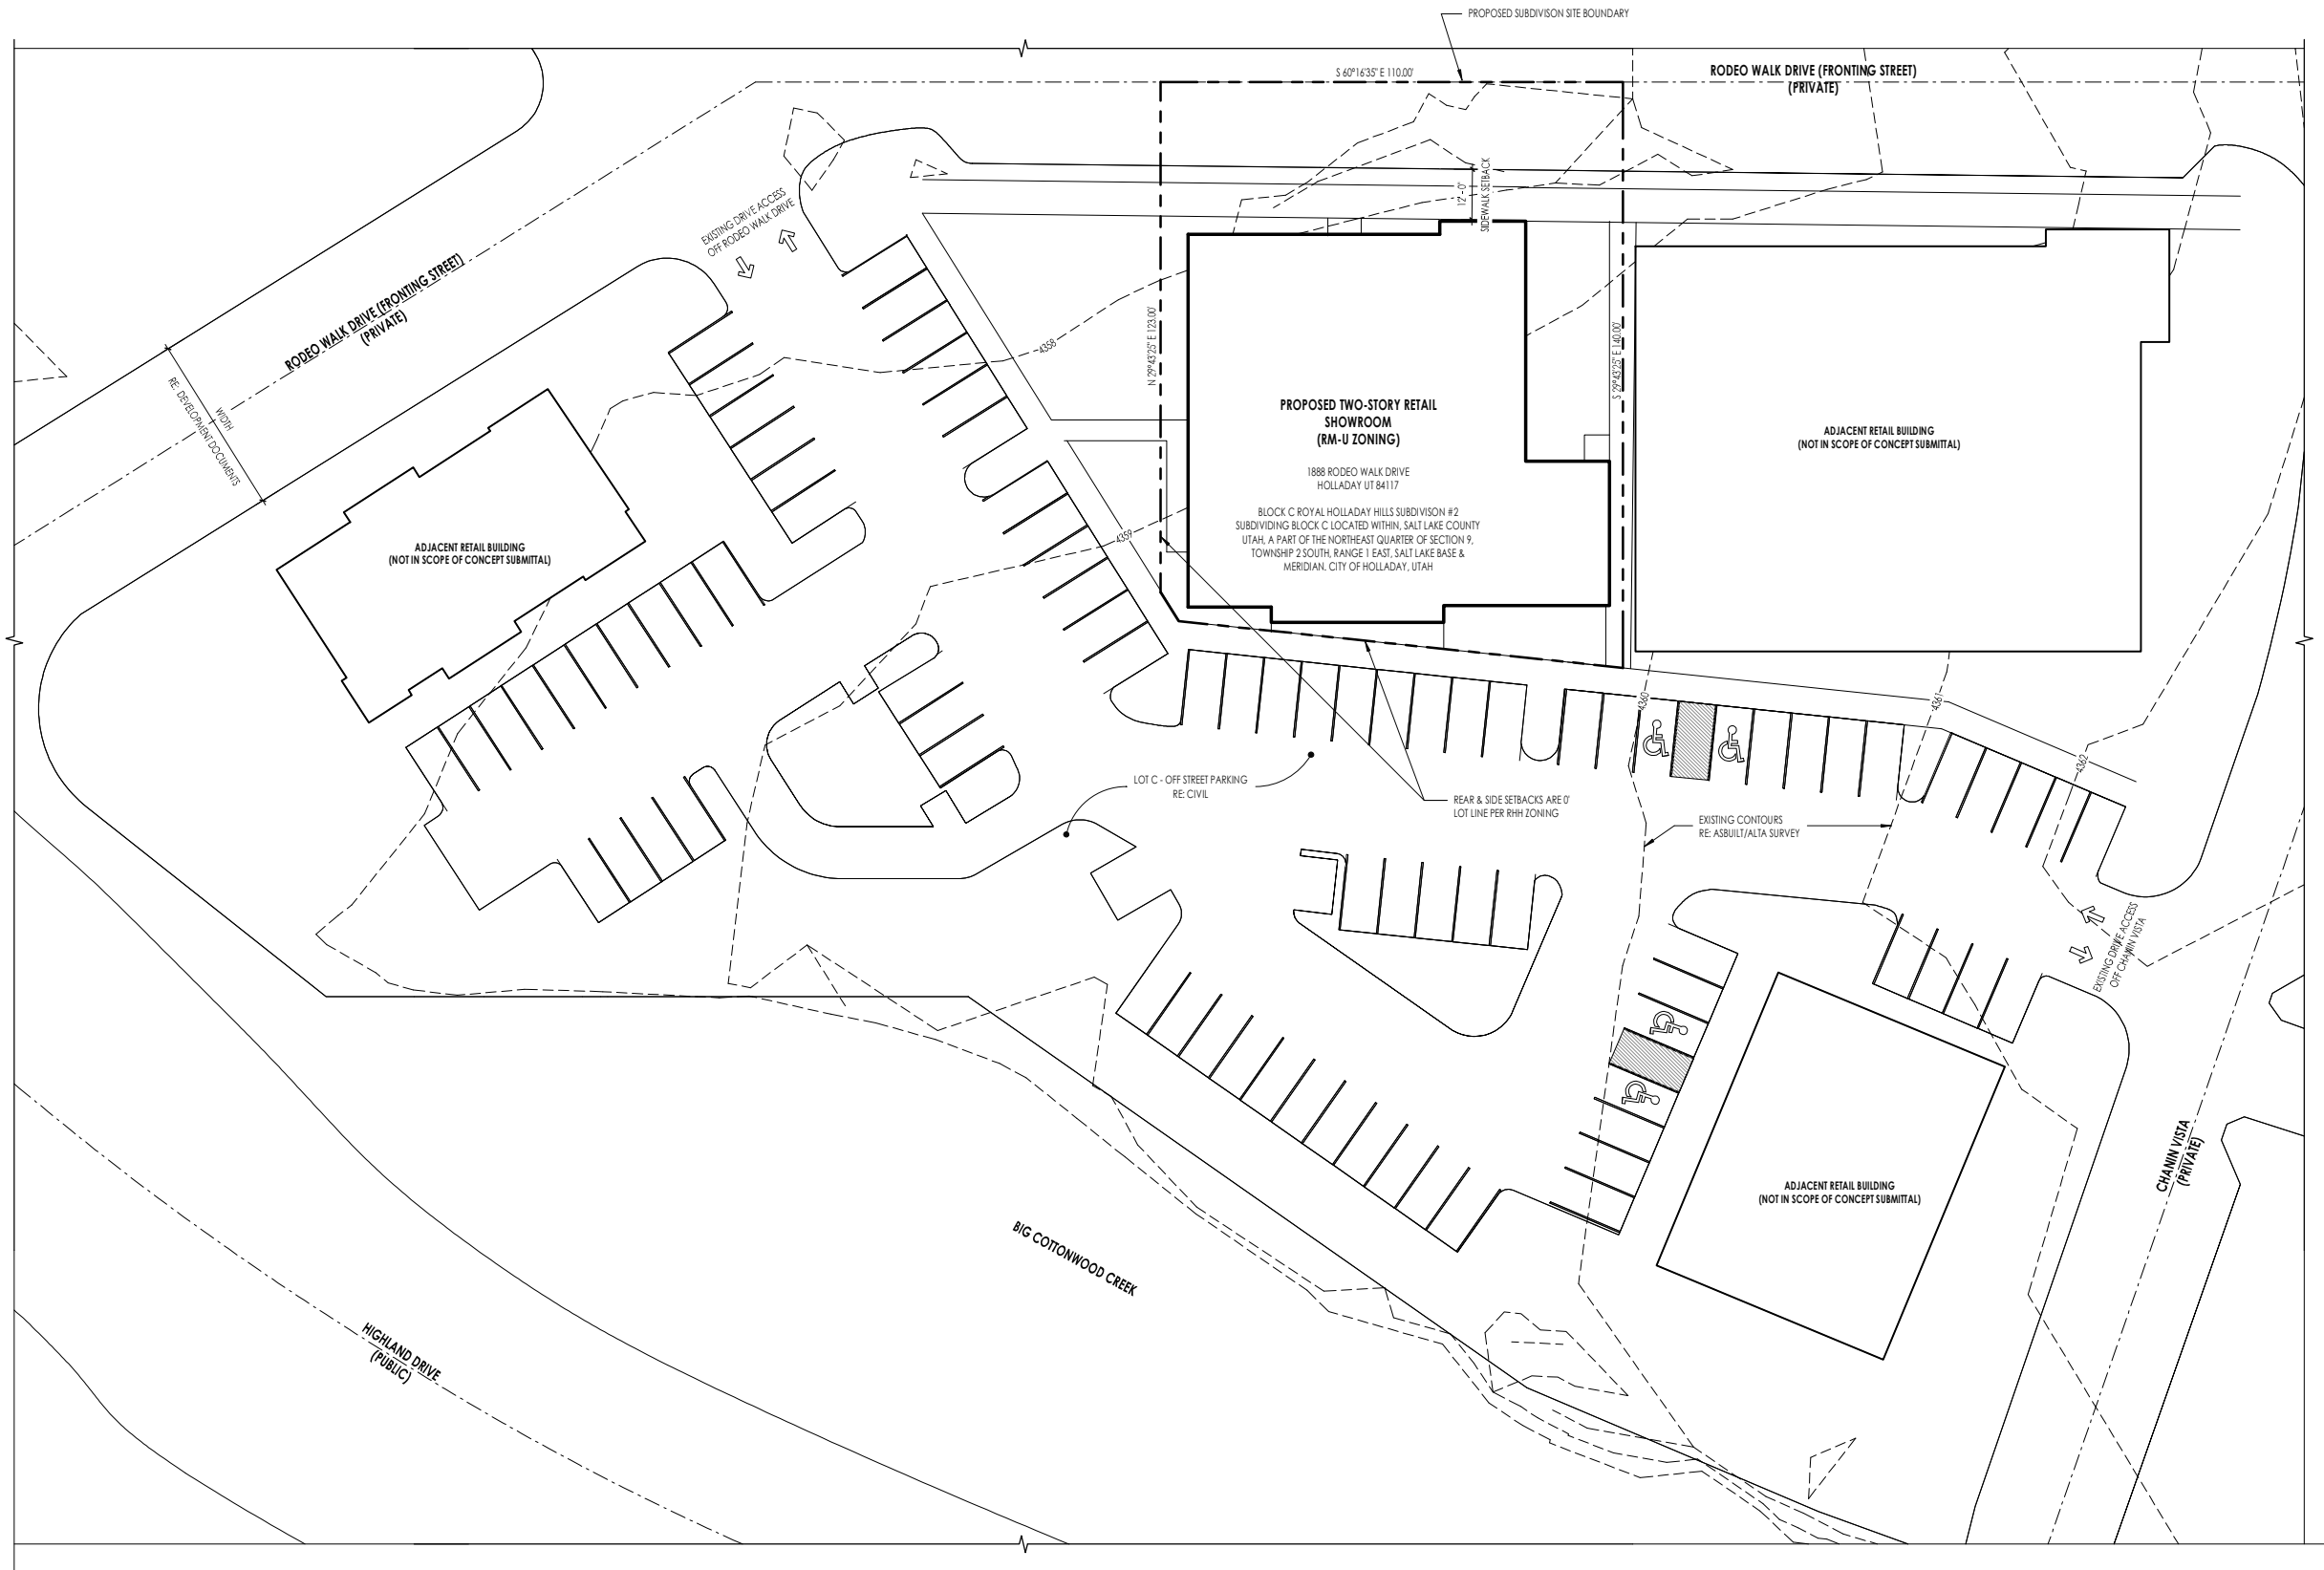 PROPOSED SUBDIVISON SITE BOUNDARY
S 60°16'35" E 110.00'
RODEO WALK DRIVE (FRONTING STREET)
(PRIVATE)
12' - 0"
SIDEWALK SETBACK
EXISTING DRIVE ACCESS
OFF RODEO WALK DRIVE
RODEO WALK DRIVE (FRONTING STREET)
(PRIVATE)
WIDTH
RE: DEVELOPMENT DOCUMENTS
4358
N 29°43'25" E 123.00'
S 29°43'25" E 140.00'
PROPOSED TWO-STORY RETAIL
SHOWROOM
(RM-U ZONING)
1888 RODEO WALK DRIVE
HOLLADAY UT 84117
BLOCK C ROYAL HOLLADAY HILLS SUBDIVISON #2
SUBDIVIDING BLOCK C LOCATED WITHIN, SALT LAKE COUNTY
UTAH, A PART OF THE NORTHEAST QUARTER OF SECTION 9,
TOWNSHIP 2 SOUTH, RANGE 1 EAST, SALT LAKE BASE &
MERIDIAN. CITY OF HOLLADAY, UTAH
ADJACENT RETAIL BUILDING
(NOT IN SCOPE OF CONCEPT SUBMITTAL)
ADJACENT RETAIL BUILDING
(NOT IN SCOPE OF CONCEPT SUBMITTAL)
4359
4360
4361
4362
LOT C - OFF STREET PARKING
RE: CIVIL
REAR & SIDE SETBACKS ARE 0'
LOT LINE PER RHH ZONING
EXISTING CONTOURS
RE: ASBUILT/ALTA SURVEY
EXISTING DRIVE ACCESS
OFF CHANIN VISTA
CHANIN VISTA
(PRIVATE)
ADJACENT RETAIL BUILDING
(NOT IN SCOPE OF CONCEPT SUBMITTAL)
BIG COTTONWOOD CREEK
HIGHLAND DRIVE
(PUBLIC)